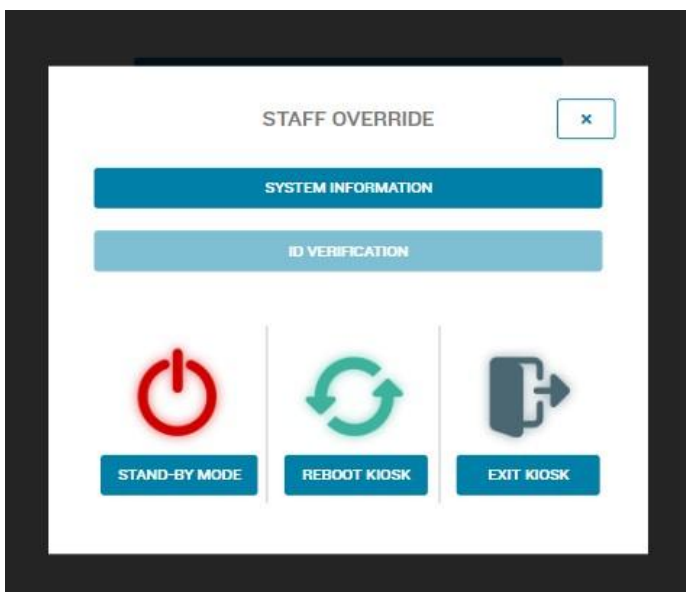 STAFF OVERRIDE
×
SYSTEM INFORMATION
ID VERIFICATION
STAND-BY MODE
REBOOT KIOSK
EXIT KIOSK